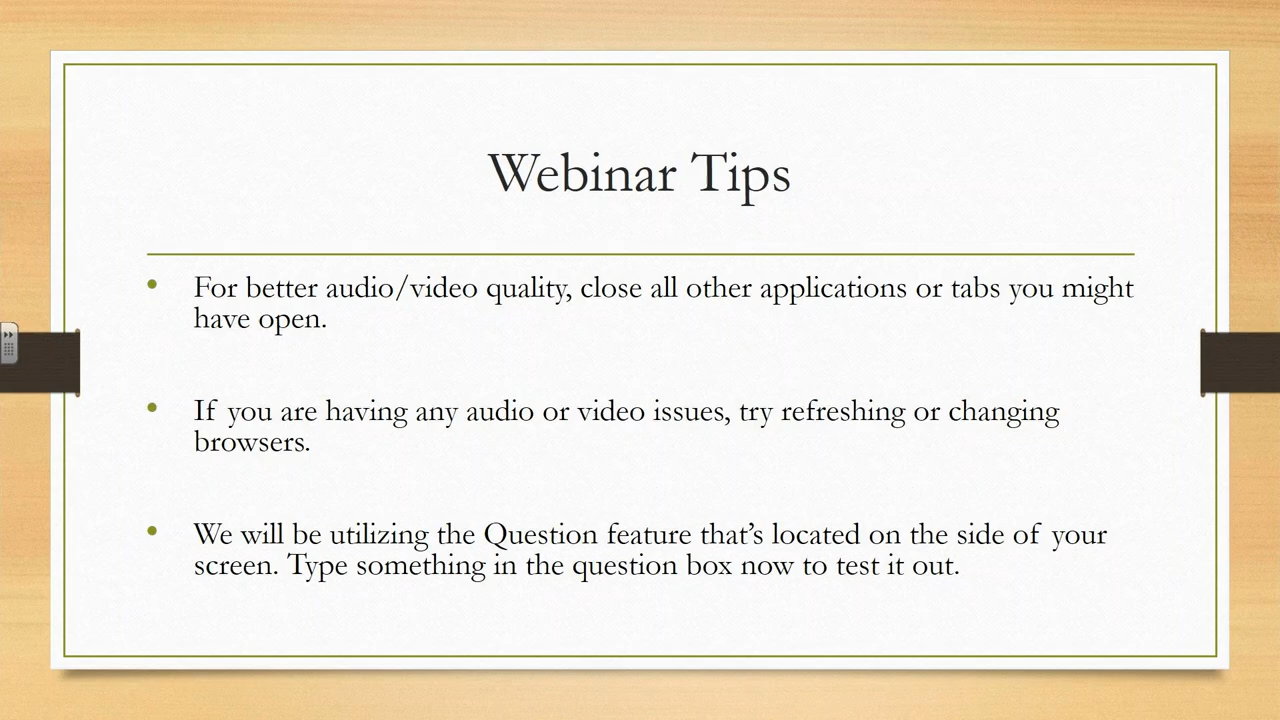 Webinar Tips
• For better audio/video quality, close all other applications or tabs you might
have open.
• If you are having any audio or video issues, try refreshing or changing
browsers.
• We will be utilizing the Question feature that’s located on the side of your
screen. Type something in the question box now to test it out.